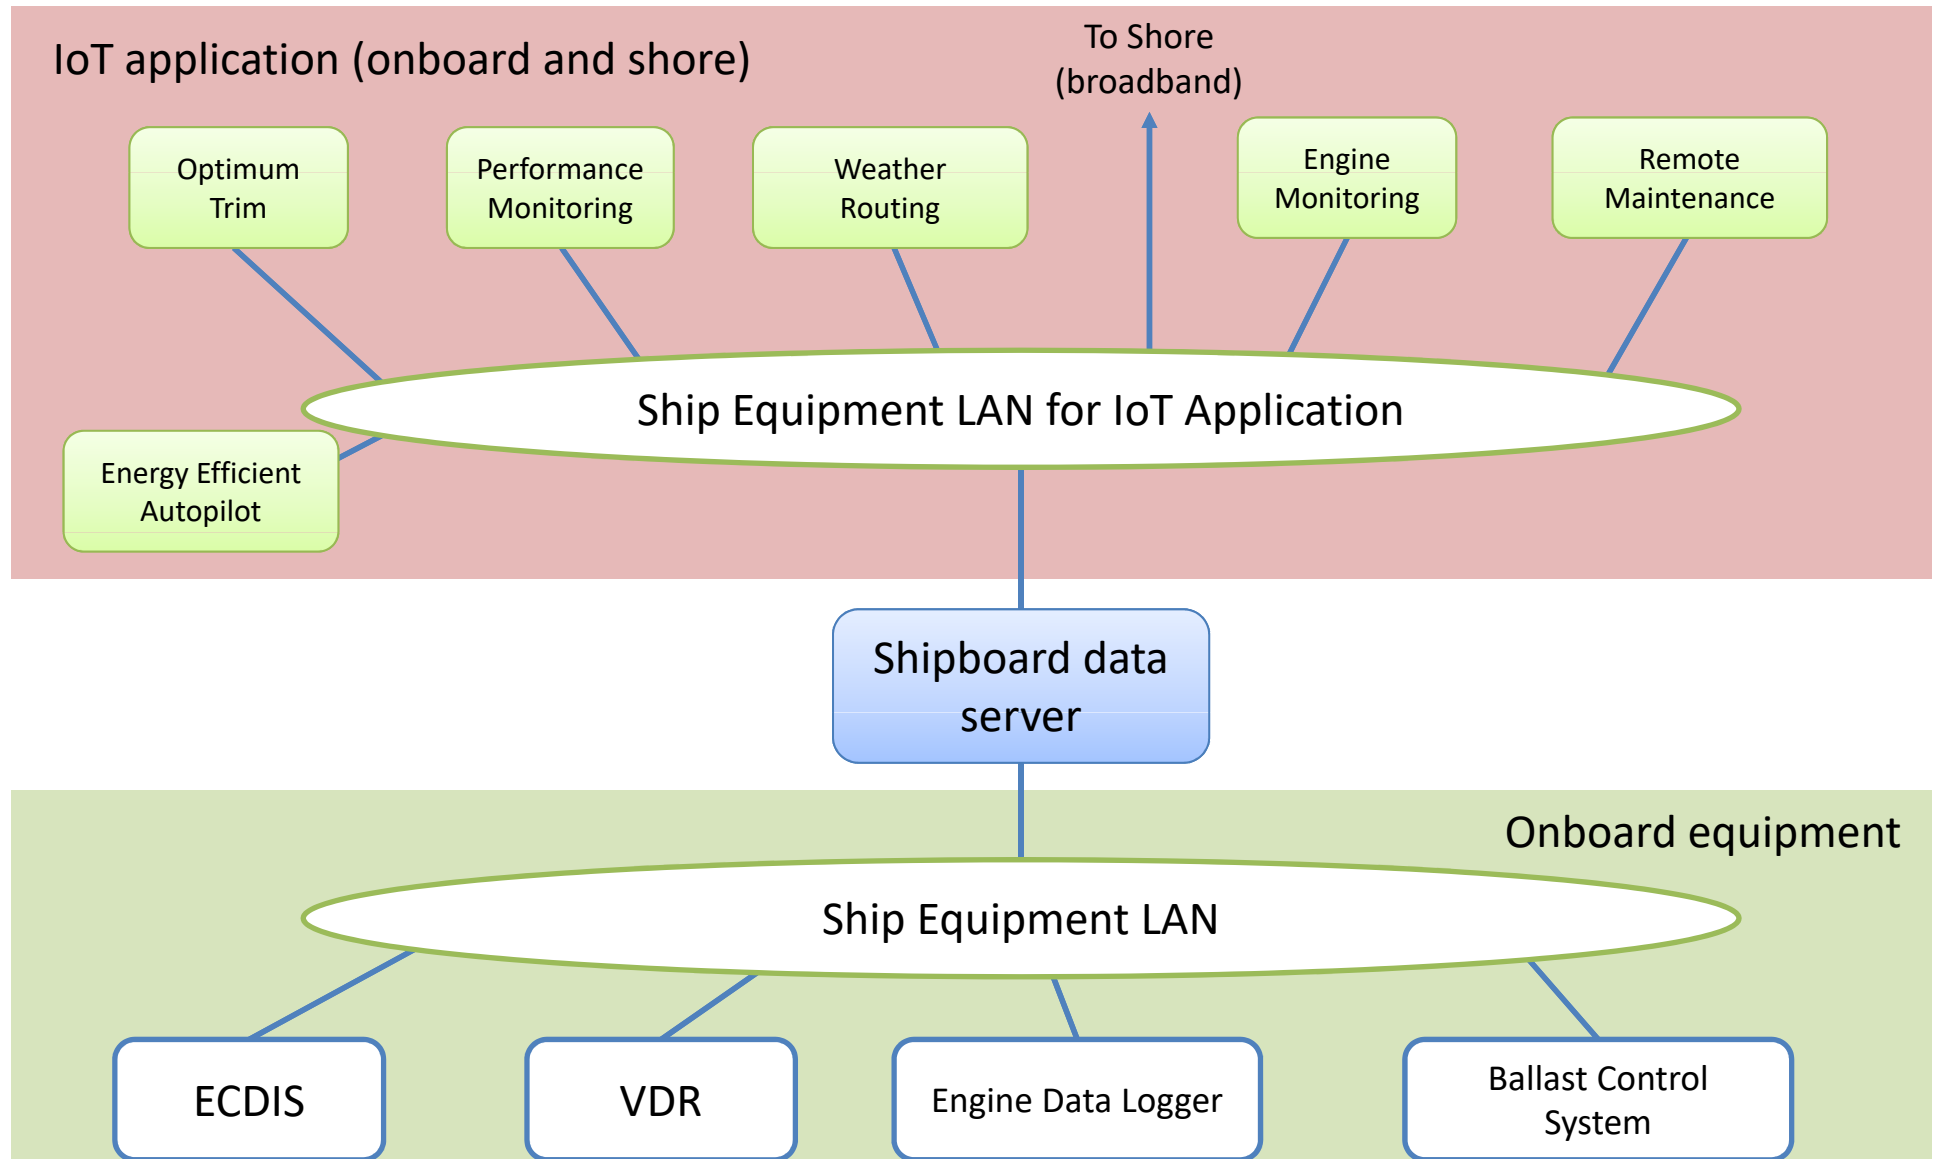 IoT application (onboard and shore)
To Shore
(broadband)
Optimum
Trim
Performance
Monitoring
Weather
Routing
Engine
Monitoring
Remote
Maintenance
Ship Equipment LAN for IoT Application
Energy Efficient
Autopilot
Shipboard data
server
Onboard equipment
Ship Equipment LAN
ECDIS
VDR
Engine Data Logger
Ballast Control
System